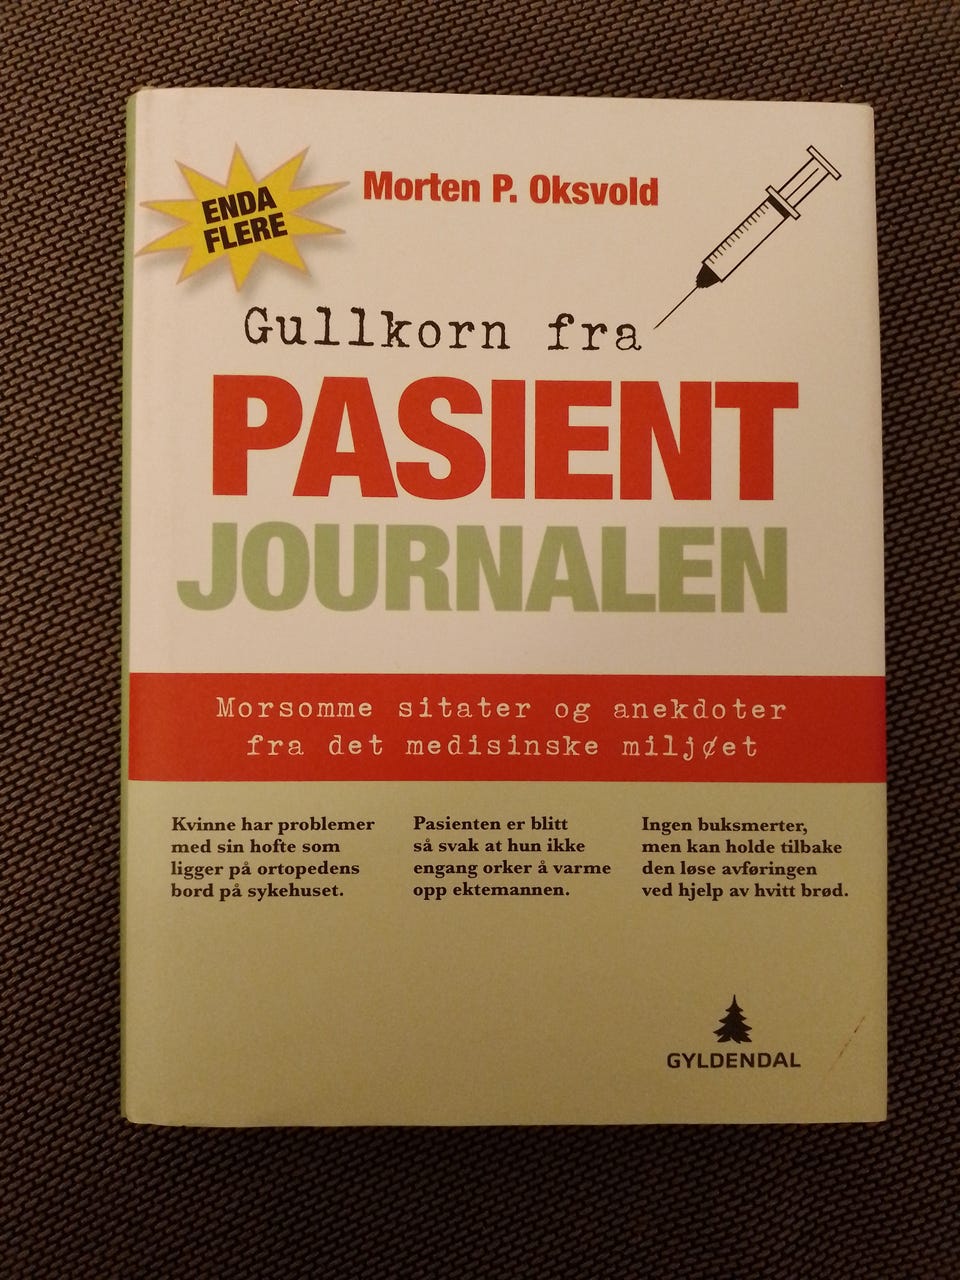 ENDA
FLERE
Morten P. Oksvold
Gullkorn fra
PASIENT
JOURNALEN
Morsomme sitater og anekdoter
fra det medisinske miljøet
Kvinne har problemer
med sin hofte som
ligger på ortopedens
bord på sykehuset.
Pasienten er blitt
så svak at hun ikke
engang orker å varme
opp ektemannen.
Ingen buksmerter,
men kan holde tilbake
den løse avføringen
ved hjelp av hvitt brød.
GYLDENDAL